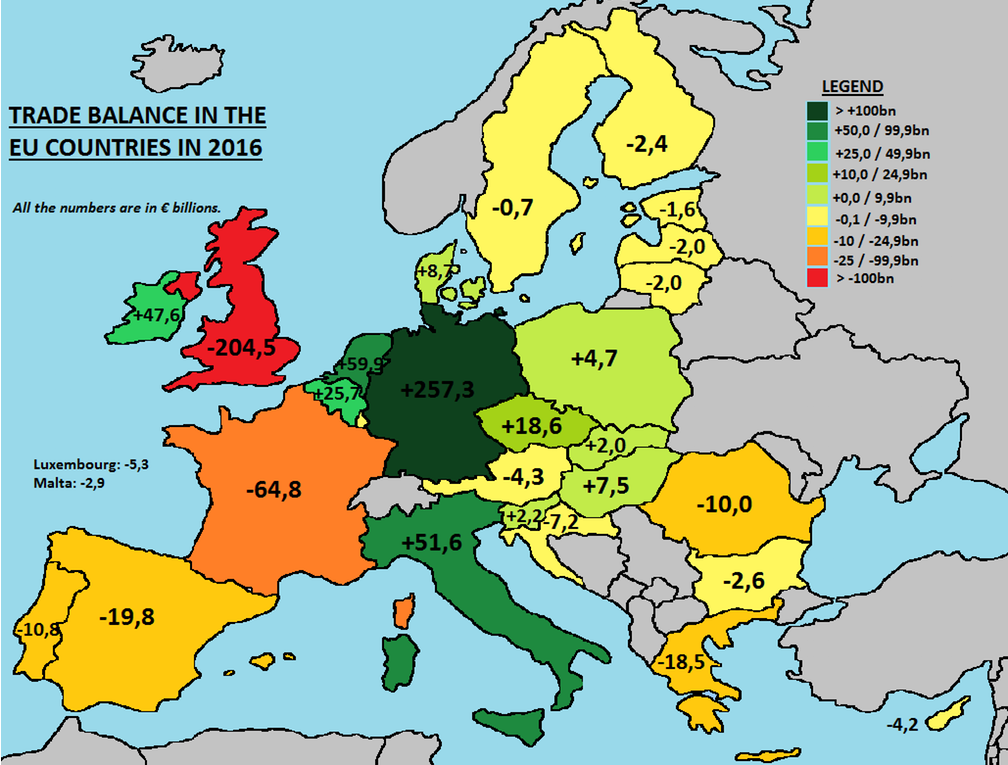 TRADE BALANCE IN THE
EU COUNTRIES IN 2016
All the numbers are in € billions.
LEGEND
> +100bn
+50,0 / 99,9bn
+25,0 / 49,9bn
+10,0 / 24,9bn
+0,0 / 9,9bn
-0,1 / -9,9bn
-10 / -24,9bn
-25 / -99,9bn
> -100bn
-2,4
-0,7
-1,6
-2,0
-2,0
+8,7
+47,6
-204,5
+59,9
+25,7
+257,3
+4,7
+18,6
+2,0
-4,3
+7,5
Luxembourg: -5,3
Malta: -2,9
-64,8
-10,0
+2,2
-7,2
+51,6
-2,6
-10,8
-19,8
-18,5
-4,2